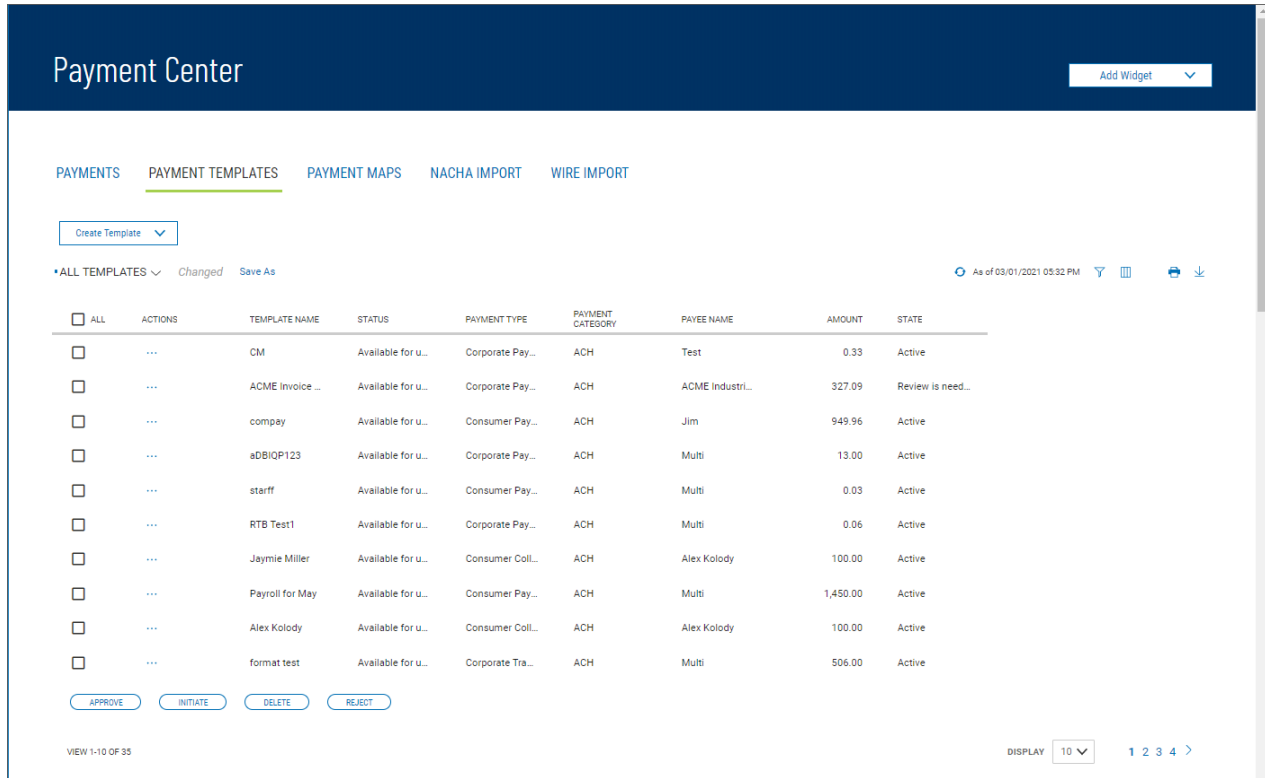 Payment Center
Add Widget
PAYMENTS PAYMENT TEMPLATES PAYMENT MAPS NACHA IMPORT WIRE IMPORT
Create Template
ALL TEMPLATES Changed Save As As of 03/01/2021 05:32 PM
ALL ACTIONS TEMPLATE NAME STATUS PAYMENT TYPE PAYMENT CATEGORY PAYEE NAME AMOUNT STATE
... CM Available for u... Corporate Pay... ACH Test 0.33 Active
... ACME Invoice ... Available for u... Corporate Pay... ACH ACME Industri... 327.09 Review is need...
... compay Available for u... Consumer Pay... ACH Jim 949.96 Active
... aDBIQP123 Available for u... Corporate Pay... ACH Multi 13.00 Active
... starff Available for u... Consumer Pay... ACH Multi 0.03 Active
... RTB Test1 Available for u... Corporate Pay... ACH Multi 0.06 Active
... Jaymie Miller Available for u... Consumer Coll... ACH Alex Kolody 100.00 Active
... Payroll for May Available for u... Consumer Pay... ACH Multi 1,450.00 Active
... Alex Kolody Available for u... Consumer Coll... ACH Alex Kolody 100.00 Active
... format test Available for u... Corporate Tra... ACH Multi 506.00 Active
APPROVE INITIATE DELETE REJECT
VIEW 1-10 OF 35 DISPLAY 10 1 2 3 4 >